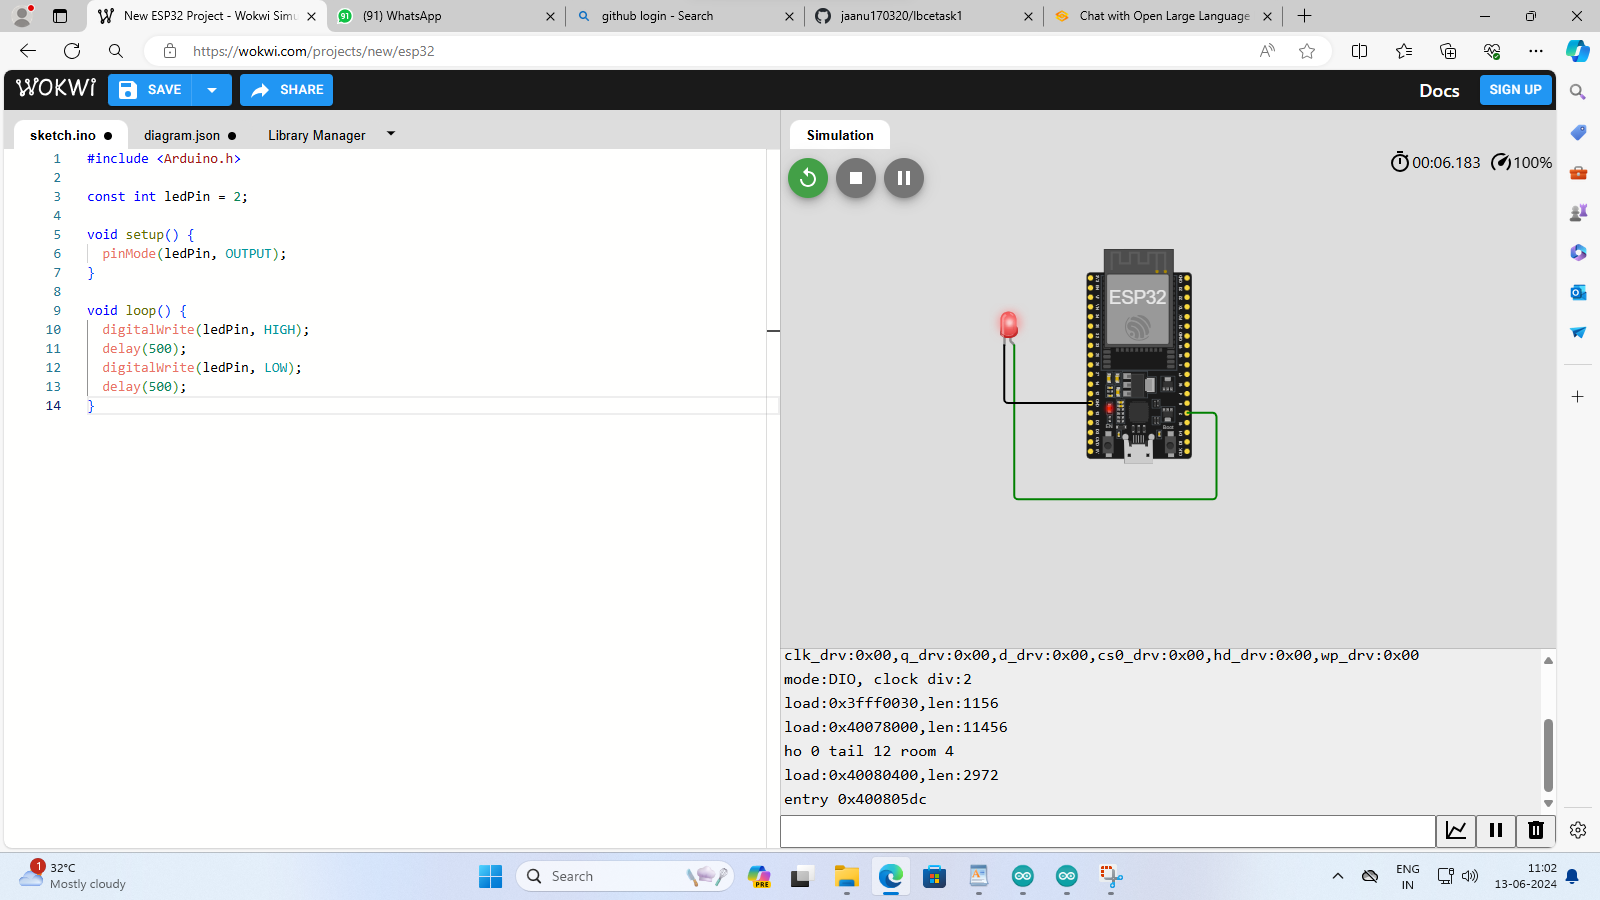 New ESP32 Project - Wokwi Simu
(91) WhatsApp
github login - Search
jaanu170320/lbcetask1
Chat with Open Large Language
https://wokwi.com/projects/new/esp32
WOKWI
SAVE
SHARE
Docs
SIGN UP
sketch.ino
diagram.json
Library Manager
Simulation
00:06.183
100%
1 #include <Arduino.h>
2
3 const int ledPin = 2;
4
5 void setup() {
6 pinMode(ledPin, OUTPUT);
7 }
8
9 void loop() {
10 digitalWrite(ledPin, HIGH);
11 delay(500);
12 digitalWrite(ledPin, LOW);
13 delay(500);
14 }
ESP32
clk_drv:0x00,q_drv:0x00,d_drv:0x00,cs0_drv:0x00,hd_drv:0x00,wp_drv:0x00
mode:DIO, clock div:2
load:0x3fff0030,len:1156
load:0x40078000,len:11456
ho 0 tail 12 room 4
load:0x40080400,len:2972
entry 0x400805dc
1
32°C
Mostly cloudy
Search
PRE
ENG
IN
11:02
13-06-2024